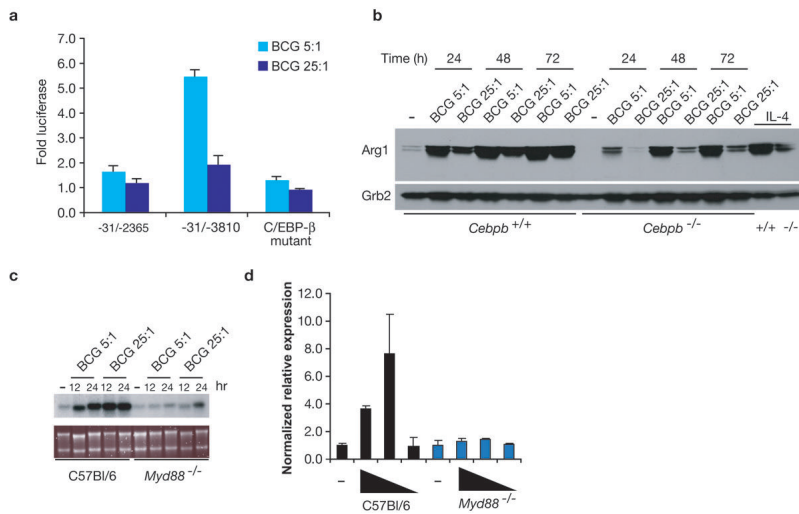 a
7.0
6.0
5.0
4.0
3.0
2.0
1.0
0.0
Fold luciferase
BCG 5:1
BCG 25:1
-31/-2365
-31/-3810
C/EBP-β
mutant
b
Time (h) 24 48 72 24 48 72
– BCG 5:1 BCG 25:1 BCG 5:1 BCG 25:1 BCG 5:1 BCG 25:1 – BCG 5:1 BCG 25:1 BCG 5:1 BCG 25:1 BCG 5:1 BCG 25:1 IL-4
Arg1
Grb2
Cebpb +/+ Cebpb -/- +/+ -/-
c
BCG 5:1 BCG 25:1 BCG 5:1 BCG 25:1
– 12 24 12 24 – 12 24 12 24 hr
C57Bl/6 Myd88 -/-
d
Normalized relative expression
12.0
10.0
8.0
6.0
4.0
2.0
0.0
– –
C57Bl/6 Myd88 -/-